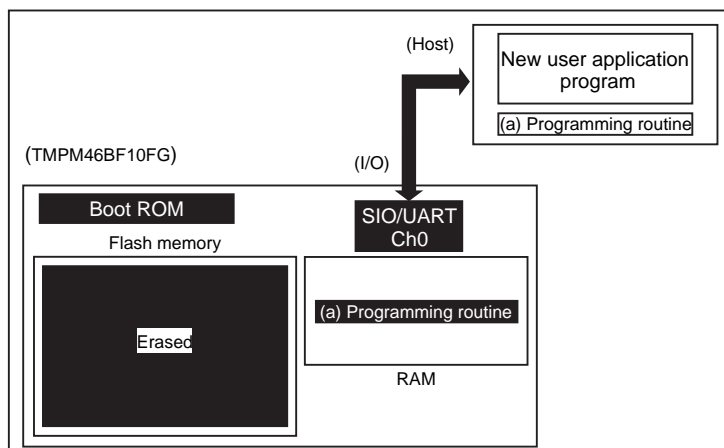 (Host)
New user application
program
(a) Programming routine
(TMPM46BF10FG)
(I/O)
Boot ROM
SIO/UART
Ch0
Flash memory
(a) Programming routine
Erased
RAM